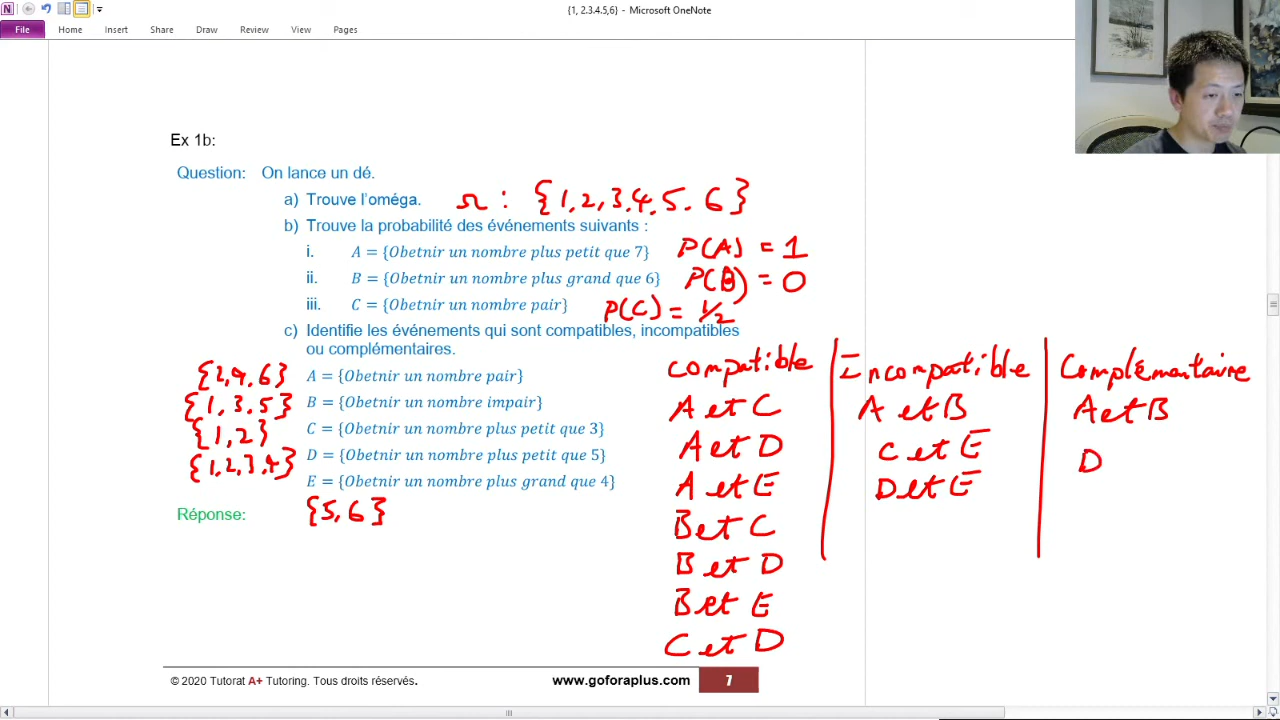 {1, 2.3.4.5,6} - Microsoft OneNote
File Home Insert Share Draw Review View Pages
Ex 1b:
Question: On lance un dé.
a) Trouve l'oméga. Ω : {1,2,3.4.5.6}
b) Trouve la probabilité des événements suivants :
i. A = {Obetnir un nombre plus petit que 7} P(A) = 1
ii. B = {Obetnir un nombre plus grand que 6} P(B) = 0
iii. C = {Obetnir un nombre pair} P(C) = 1/2
c) Identifie les événements qui sont compatibles, incompatibles
ou complémentaires.
{2,4,6} A = {Obetnir un nombre pair}
{1,3.5} B = {Obetnir un nombre impair}
{1,2} C = {Obetnir un nombre plus petit que 3}
{1,2,3.4} D = {Obetnir un nombre plus petit que 5}
E = {Obetnir un nombre plus grand que 4}
{5,6}
Réponse:
compatible Incompatible Complémentaire
A et C A et B A et B
A et D C et E D
A et E D et E
B et C
B et D
B et E
C et D
© 2020 Tutorat A+ Tutoring. Tous droits réservés. www.goforaplus.com 7